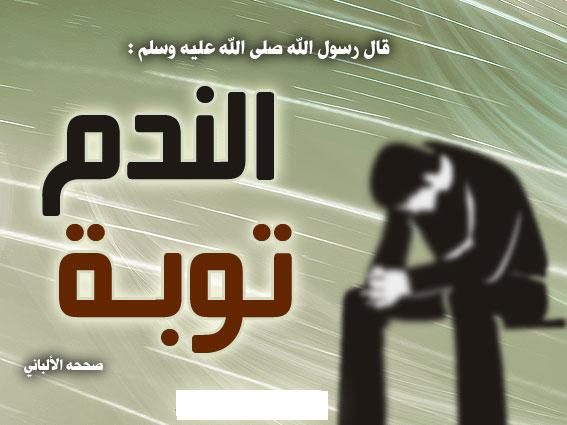 قال رسول الله صلى الله عليه وسلم :
الندم
توبة
صححه الألباني